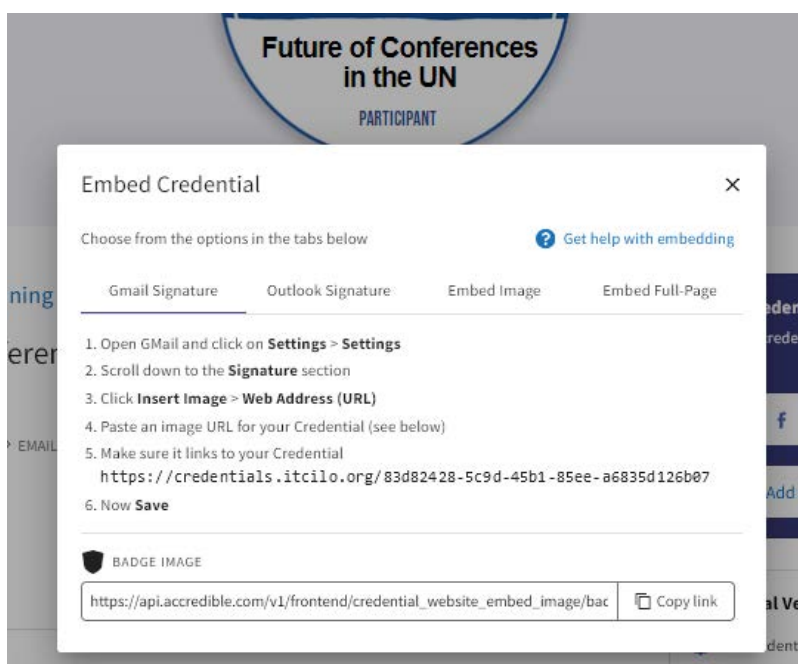 Future of Conferences
in the UN
PARTICIPANT
Embed Credential
Choose from the options in the tabs below
Get help with embedding
Gmail Signature
Outlook Signature
Embed Image
Embed Full-Page
1. Open GMail and click on Settings > Settings
2. Scroll down to the Signature section
3. Click Insert Image > Web Address (URL)
4. Paste an image URL for your Credential (see below)
5. Make sure it links to your Credential
https://credentials.itcilo.org/83d82428-5c9d-45b1-85ee-a6835d126b07
6. Now Save
BADGE IMAGE
https://api.accredible.com/v1/frontend/credential_website_embed_image/bac
Copy link
ning
erer
EMAIL
Add